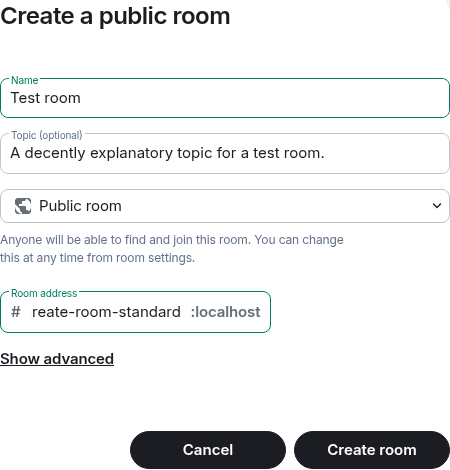 Create a public room
Name
Test room
Topic (optional)
A decently explanatory topic for a test room.
Public room
Anyone will be able to find and join this room. You can change
this at any time from room settings.
Room address
# reate-room-standard :localhost
Show advanced
Cancel Create room